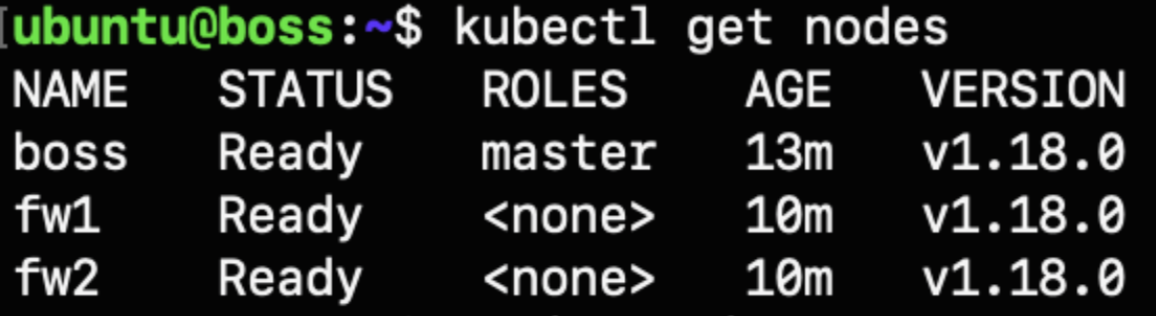 [ubuntu@boss:~$ kubectl get nodes
NAME STATUS ROLES AGE VERSION
boss Ready master 13m v1.18.0
fw1 Ready <none> 10m v1.18.0
fw2 Ready <none> 10m v1.18.0